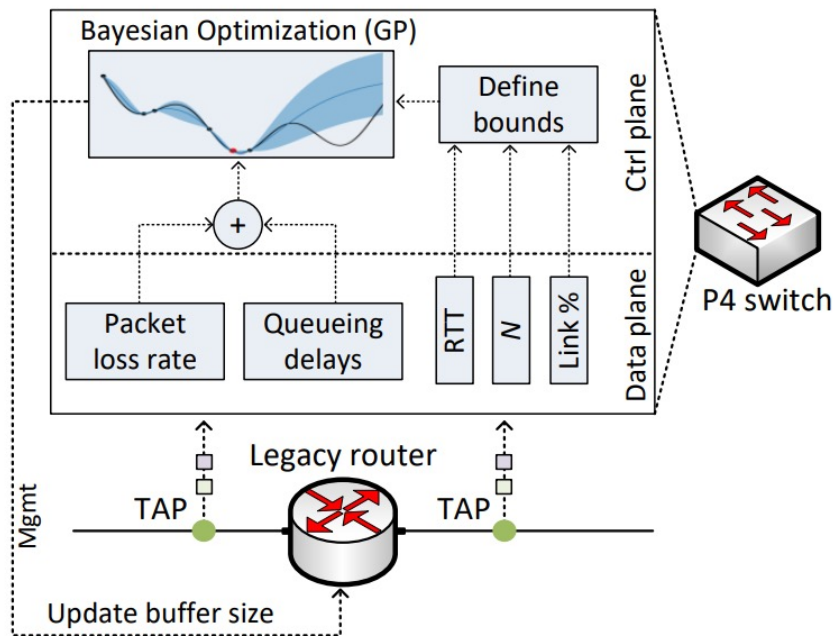 Bayesian Optimization (GP)
Define
bounds
Ctrl plane
+
Packet
loss rate
Queueing
delays
RTT
N
Link %
Data plane
P4 switch
Legacy router
TAP
TAP
Mgmt
Update buffer size